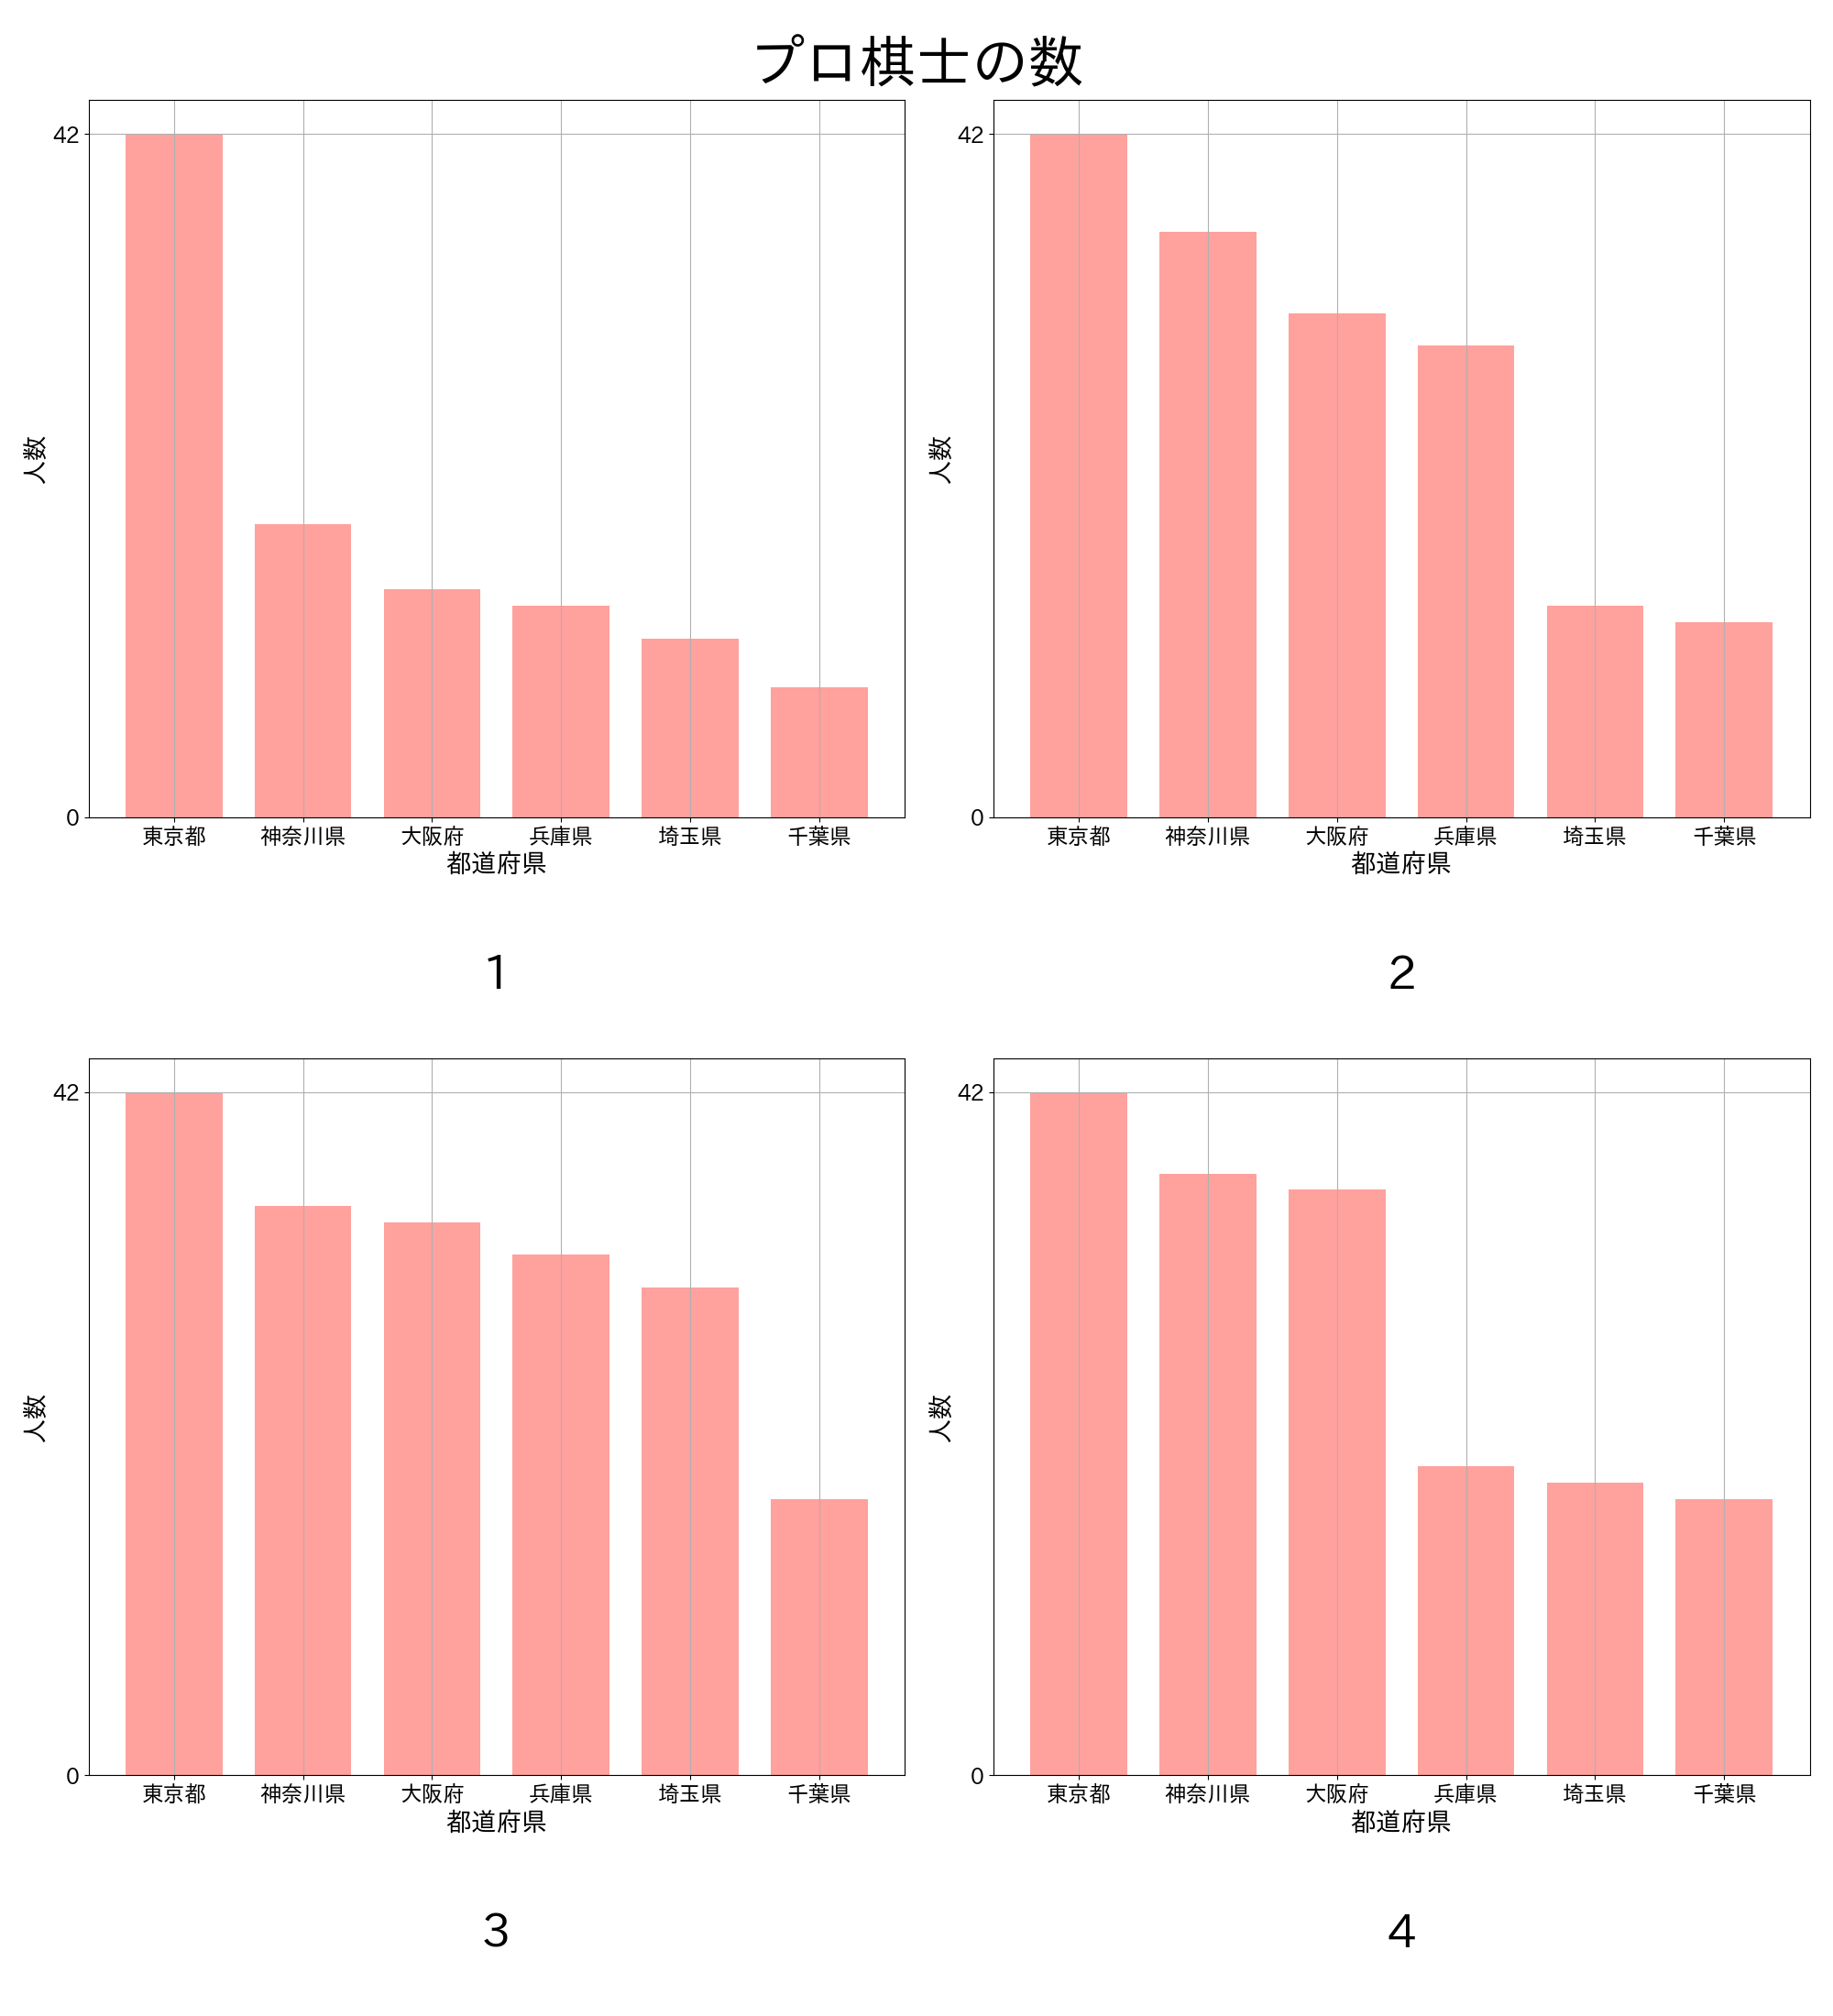 プロ棋士の数
42
0
人数
東京都 神奈川県 大阪府 兵庫県 埼玉県 千葉県
都道府県
1
42
0
人数
東京都 神奈川県 大阪府 兵庫県 埼玉県 千葉県
都道府県
2
42
0
人数
東京都 神奈川県 大阪府 兵庫県 埼玉県 千葉県
都道府県
3
42
0
人数
東京都 神奈川県 大阪府 兵庫県 埼玉県 千葉県
都道府県
4